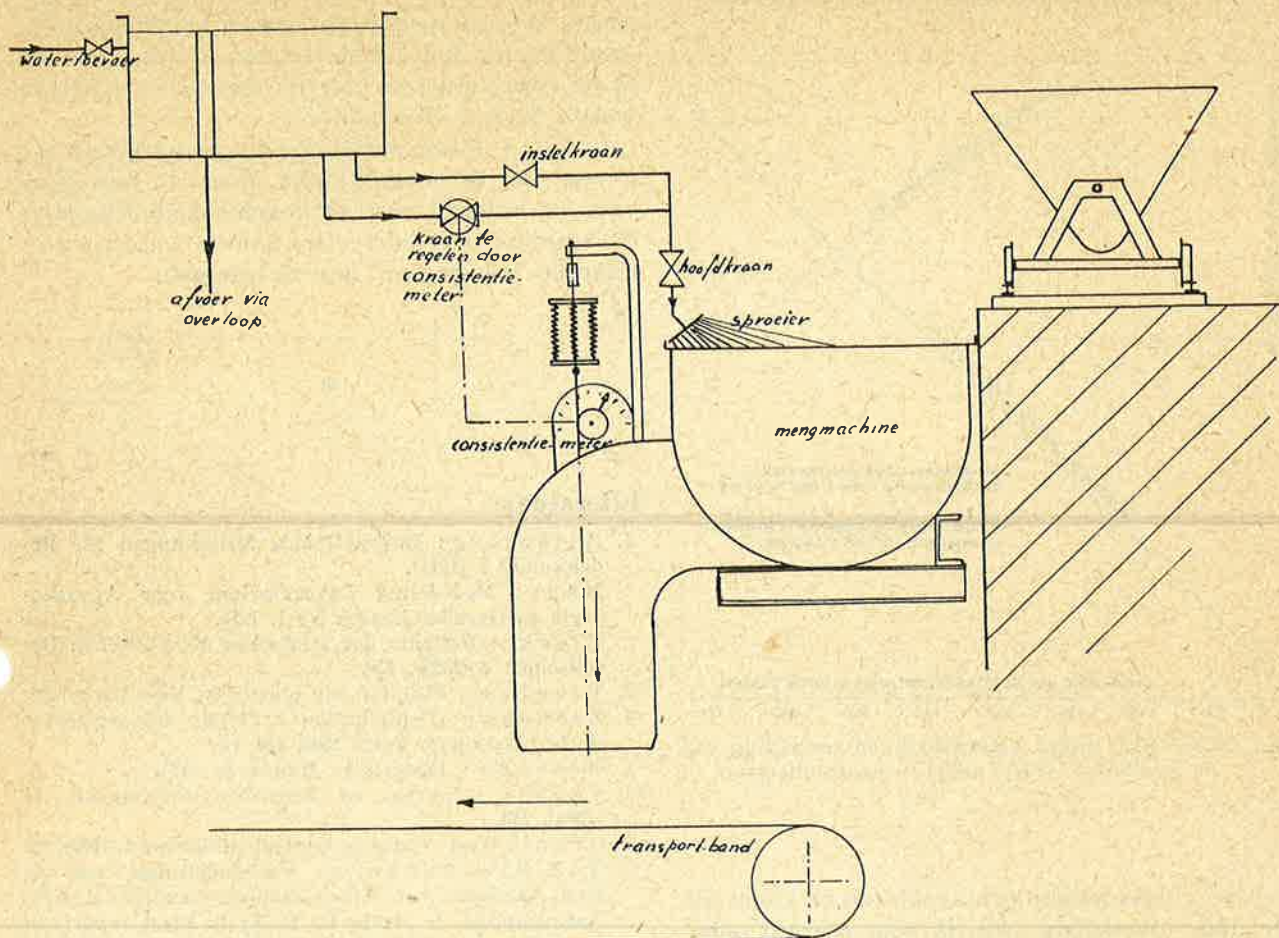 watertoevoer
instelkraan
kraan te
regelen door
consistentie-
meter
hoofdkraan
afvoer via
overloop
sproeier
mengmachine
consistentie-meter
transport-band